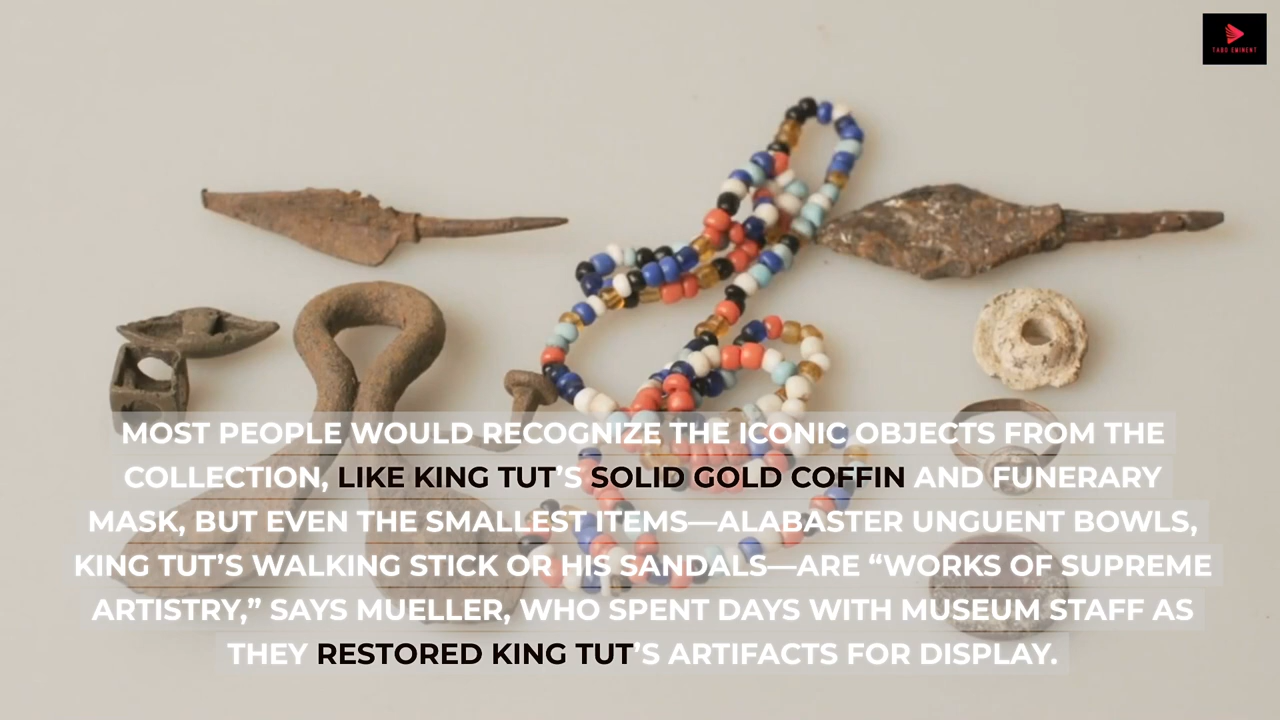 TABD EMINENT
MOST PEOPLE WOULD RECOGNIZE THE ICONIC OBJECTS FROM THE
COLLECTION, LIKE KING TUT’S SOLID GOLD COFFIN AND FUNERARY
MASK, BUT EVEN THE SMALLEST ITEMS—ALABASTER UNGUENT BOWLS,
KING TUT’S WALKING STICK OR HIS SANDALS—ARE “WORKS OF SUPREME
ARTISTRY,” SAYS MUELLER, WHO SPENT DAYS WITH MUSEUM STAFF AS
THEY RESTORED KING TUT’S ARTIFACTS FOR DISPLAY.